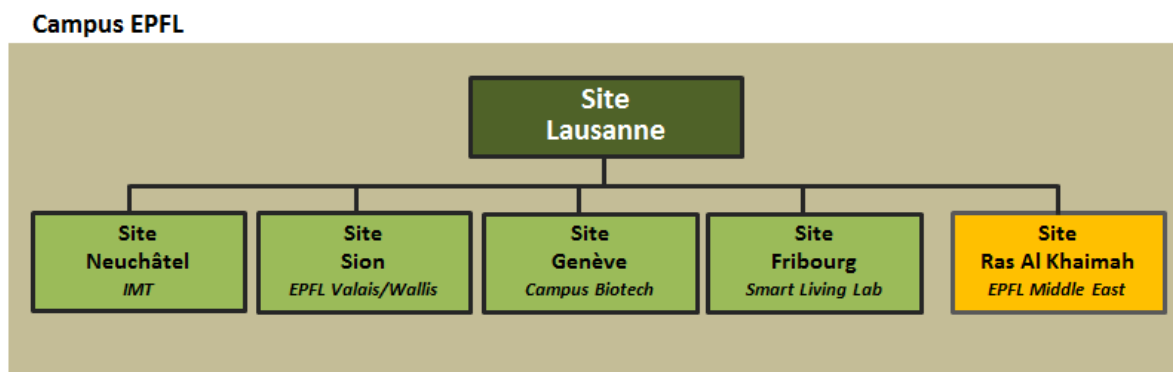 Campus EPFL
Site
Lausanne
Site
Neuchâtel
IMT
Site
Sion
EPFL Valais/Wallis
Site
Genève
Campus Biotech
Site
Fribourg
Smart Living Lab
Site
Ras Al Khaimah
EPFL Middle East